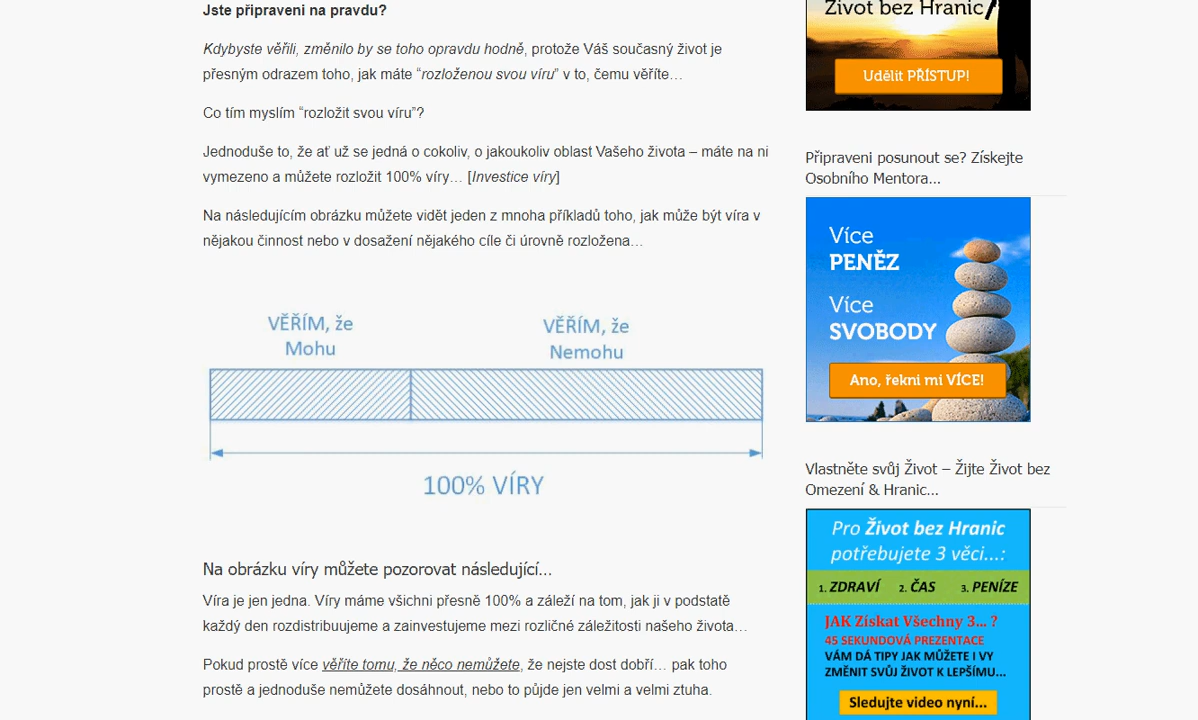 Jste připraveni na pravdu?
Kdybyste věřili, změnilo by se toho opravdu hodně, protože Váš současný život je
přesným odrazem toho, jak máte “rozloženou svou víru” v to, čemu věříte…
Co tím myslím “rozložit svou víru”?
Jednoduše to, že ať už se jedná o cokoliv, o jakoukoliv oblast Vašeho života – máte na ni
vymezeno a můžete rozložit 100% víry… [Investice víry]
Na následujícím obrázku můžete vidět jeden z mnoha příkladů toho, jak může být víra v
nějakou činnost nebo v dosažení nějakého cíle či úrovně rozložena…
VĚŘÍM, že
Mohu
VĚŘÍM, že
Nemohu
100% VÍRY
Na obrázku víry můžete pozorovat následující…
Víra je jen jedna. Víry máme všichni přesně 100% a záleží na tom, jak ji v podstatě
každý den rozdistribuujeme a zainvestujeme mezi rozličné záležitosti našeho života…
Pokud prostě více věříte tomu, že něco nemůžete, že nejste dost dobří… pak toho
prostě a jednoduše nemůžete dosáhnout, nebo to půjde jen velmi a velmi ztuha.
Život bez Hranic
Udělit PŘÍSTUP!
Připraveni posunout se? Získejte
Osobního Mentora…
Více
PENĚZ
Více
SVOBODY
Ano, řekni mi VÍCE!
Vlastněte svůj Život – Žijte Život bez
Omezení & Hranic…
Pro Život bez Hranic
potřebujete 3 věci...:
1. ZDRAVÍ 2. ČAS 3. PENÍZE
JAK Získat Všechny 3... ?
45 SEKUNDOVÁ PREZENTACE
VÁM DÁ TIPY JAK MŮŽETE I VY
ZMĚNIT SVŮJ ŽIVOT K LEPŠÍMU...
Sledujte video nyní...